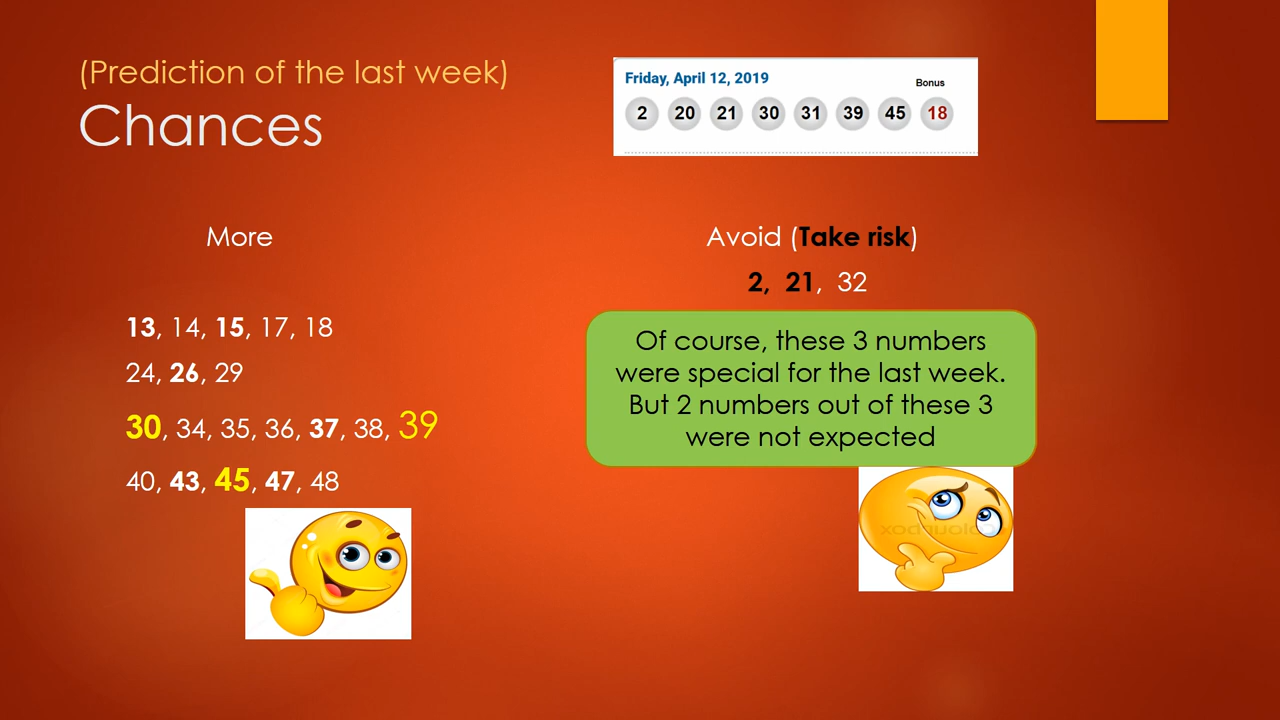 (Prediction of the last week)
Chances
Friday, April 12, 2019
Bonus
2 20 21 30 31 39 45 18
More
13, 14, 15, 17, 18
24, 26, 29
30, 34, 35, 36, 37, 38, 39
40, 43, 45, 47, 48
Avoid (Take risk)
2, 21, 32
Of course, these 3 numbers
were special for the last week.
But 2 numbers out of these 3
were not expected